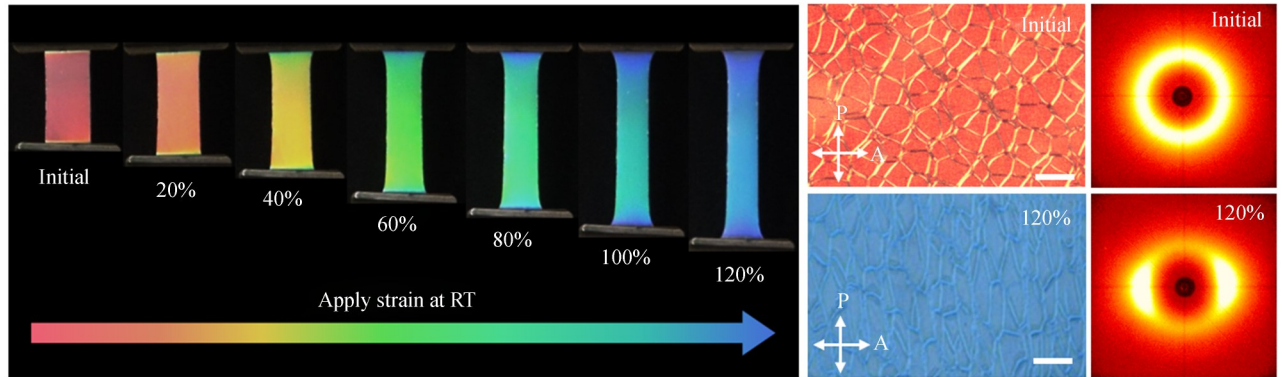 Initial
20%
40%
60%
80%
100%
120%
Apply strain at RT
Initial
P
A
Initial
120%
P
A
120%